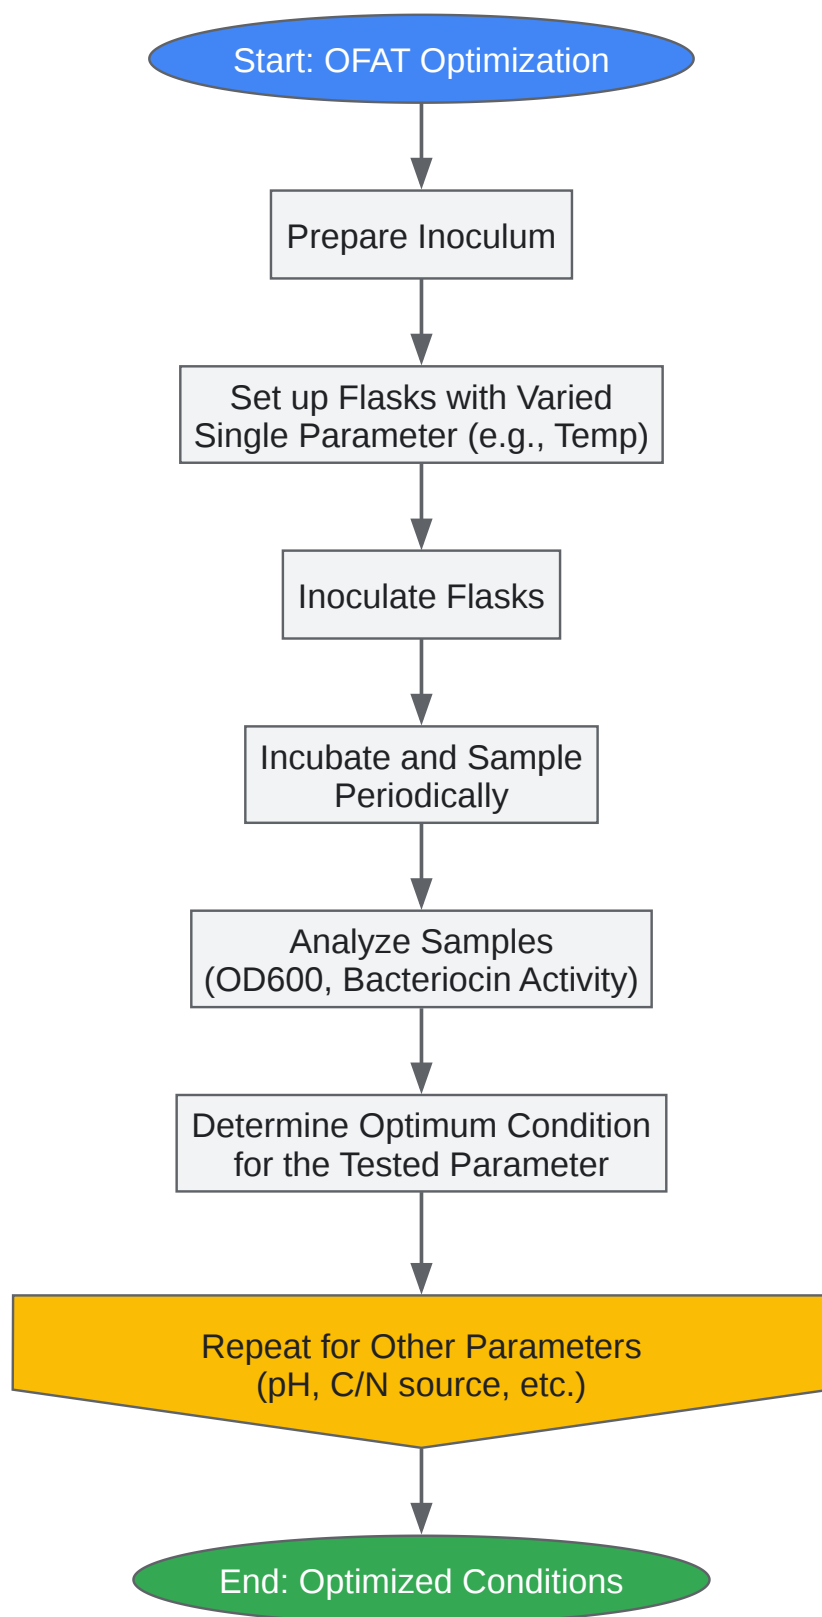 Start: OFAT Optimization
Prepare Inoculum
Set up Flasks with Varied
Single Parameter (e.g., Temp)
Inoculate Flasks
Incubate and Sample
Periodically
Analyze Samples
(OD600, Bacteriocin Activity)
Determine Optimum Condition
for the Tested Parameter
Repeat for Other Parameters
(pH, C/N source, etc.)
End: Optimized Conditions